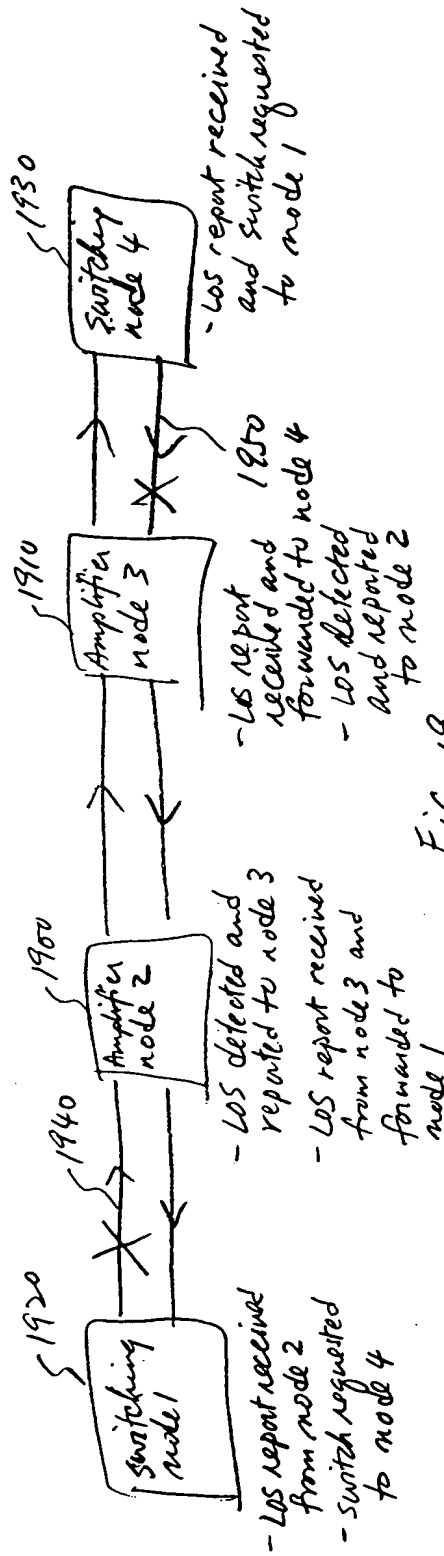 1920
Switching
node 1
- LOS report received
from node 2
- Switch requested
to node 4
1940
1900
Amplifier
node 2
- LOS detected and
reported to node 3
- LOS report received
from node 3 and
forwarded to
node 1
1910
Amplifier
node 3
- LOS report
received and
forwarded to node 4
- LOS detected
and reported
to node 2
1950
1930
Switching
node 4
- LOS report received
and switch requested
to node 1
Fig. 19